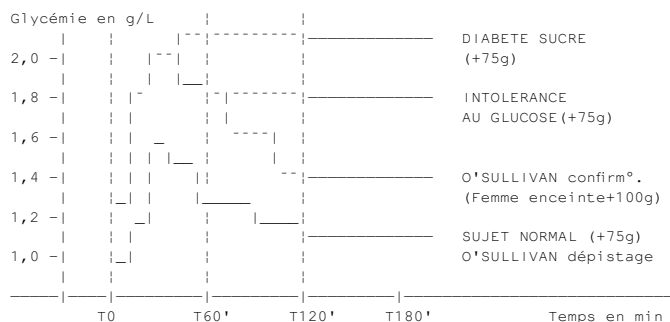 Glycémie en g/L
DIABETE SUCRE
2,0 (+75g)
1,8 INTOLERANCE
AU GLUCOSE(+75g)
1,6
1,4 O'SULLIVAN confirm°.
(Femme enceinte+100g)
1,2
SUJET NORMAL (+75g)
1,0 O'SULLIVAN dépistage
T0 T60' T120' T180' Temps en min